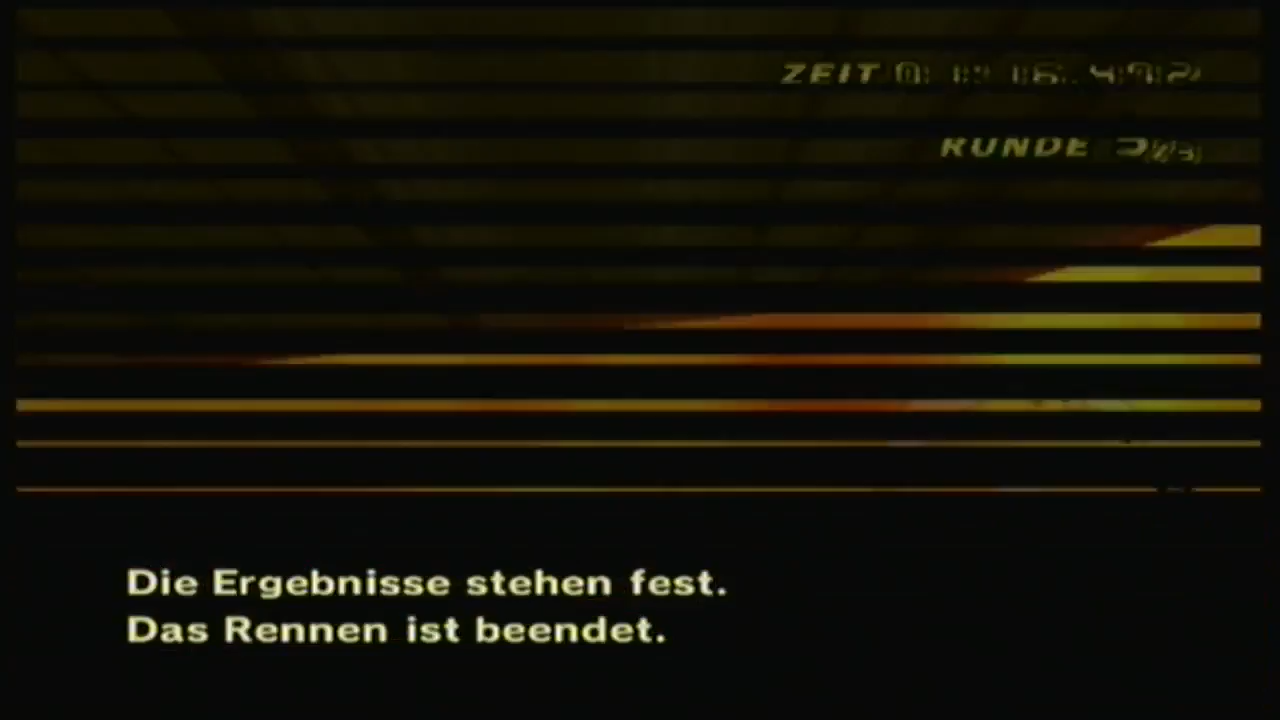 ZEIT
RUNDE
Die Ergebnisse stehen fest.
Das Rennen ist beendet.